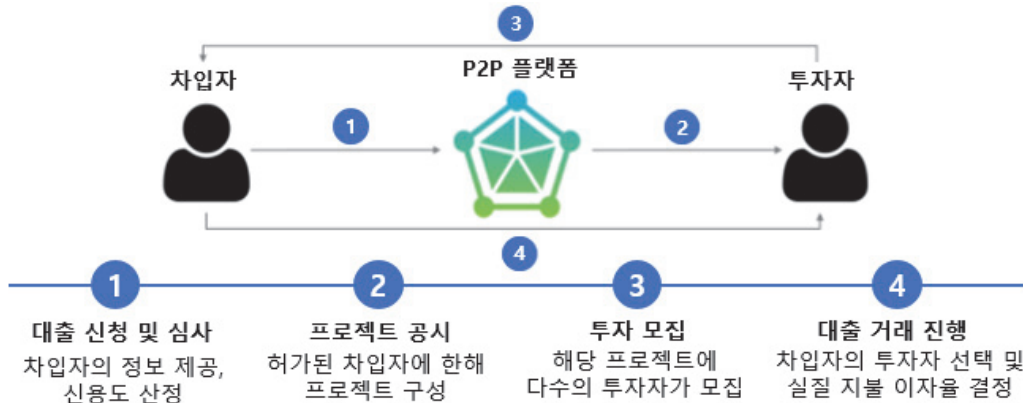 3
P2P 플랫폼
차입자
투자자
1
2
4
1
2
3
4
대출 신청 및 심사
차입자의 정보 제공,
신용도 산정
프로젝트 공시
허가된 차입자에 한해
프로젝트 구성
투자 모집
해당 프로젝트에
다수의 투자자가 모집
대출 거래 진행
차입자의 투자자 선택 및
실질 지불 이자율 결정